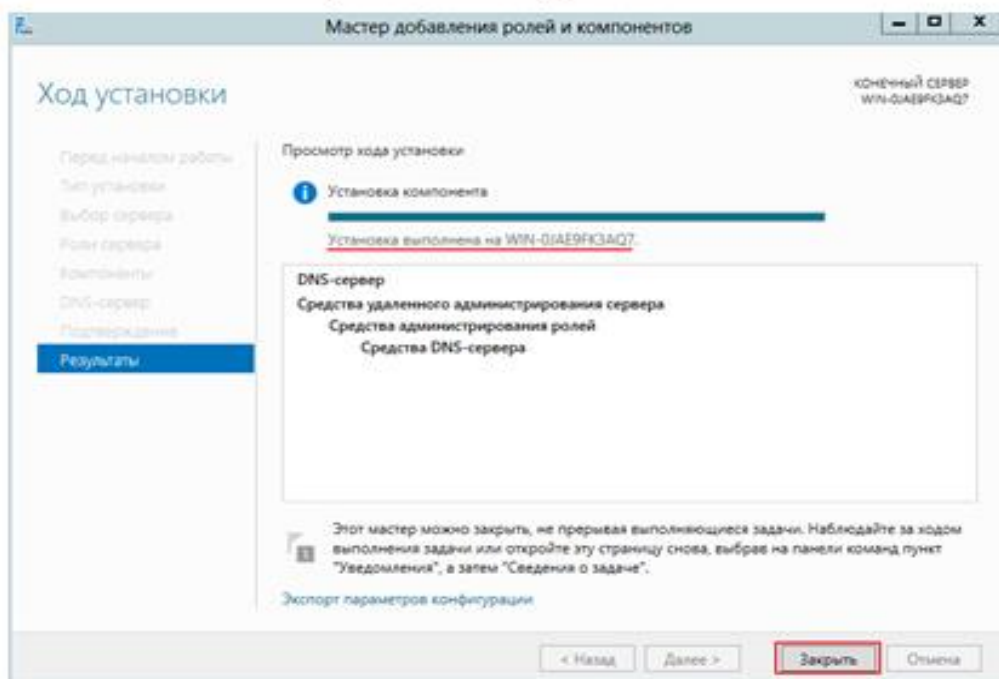 Мастер добавления ролей и компонентов
Ход установки
КОНЕЧНЫЙ СЕРВЕР
WIN-0JAE9FK3AQ7
Перед началом работы
Тип установки
Выбор сервера
Роли сервера
Компоненты
DNS-сервер
Подтверждение
Результаты
Просмотр хода установки
Установка компонента
Установка выполнена на WIN-0JAE9FK3AQ7.
DNS-сервер
Средства удаленного администрирования сервера
Средства администрирования ролей
Средства DNS-сервера
Этот мастер можно закрыть, не прерывая выполняющиеся задачи. Наблюдайте за ходом
выполнения задачи или откройте эту страницу снова, выбрав на панели команд пункт
"Уведомления", а затем "Сведения о задаче".
Экспорт параметров конфигурации
< Назад
Далее >
Закрыть
Отмена